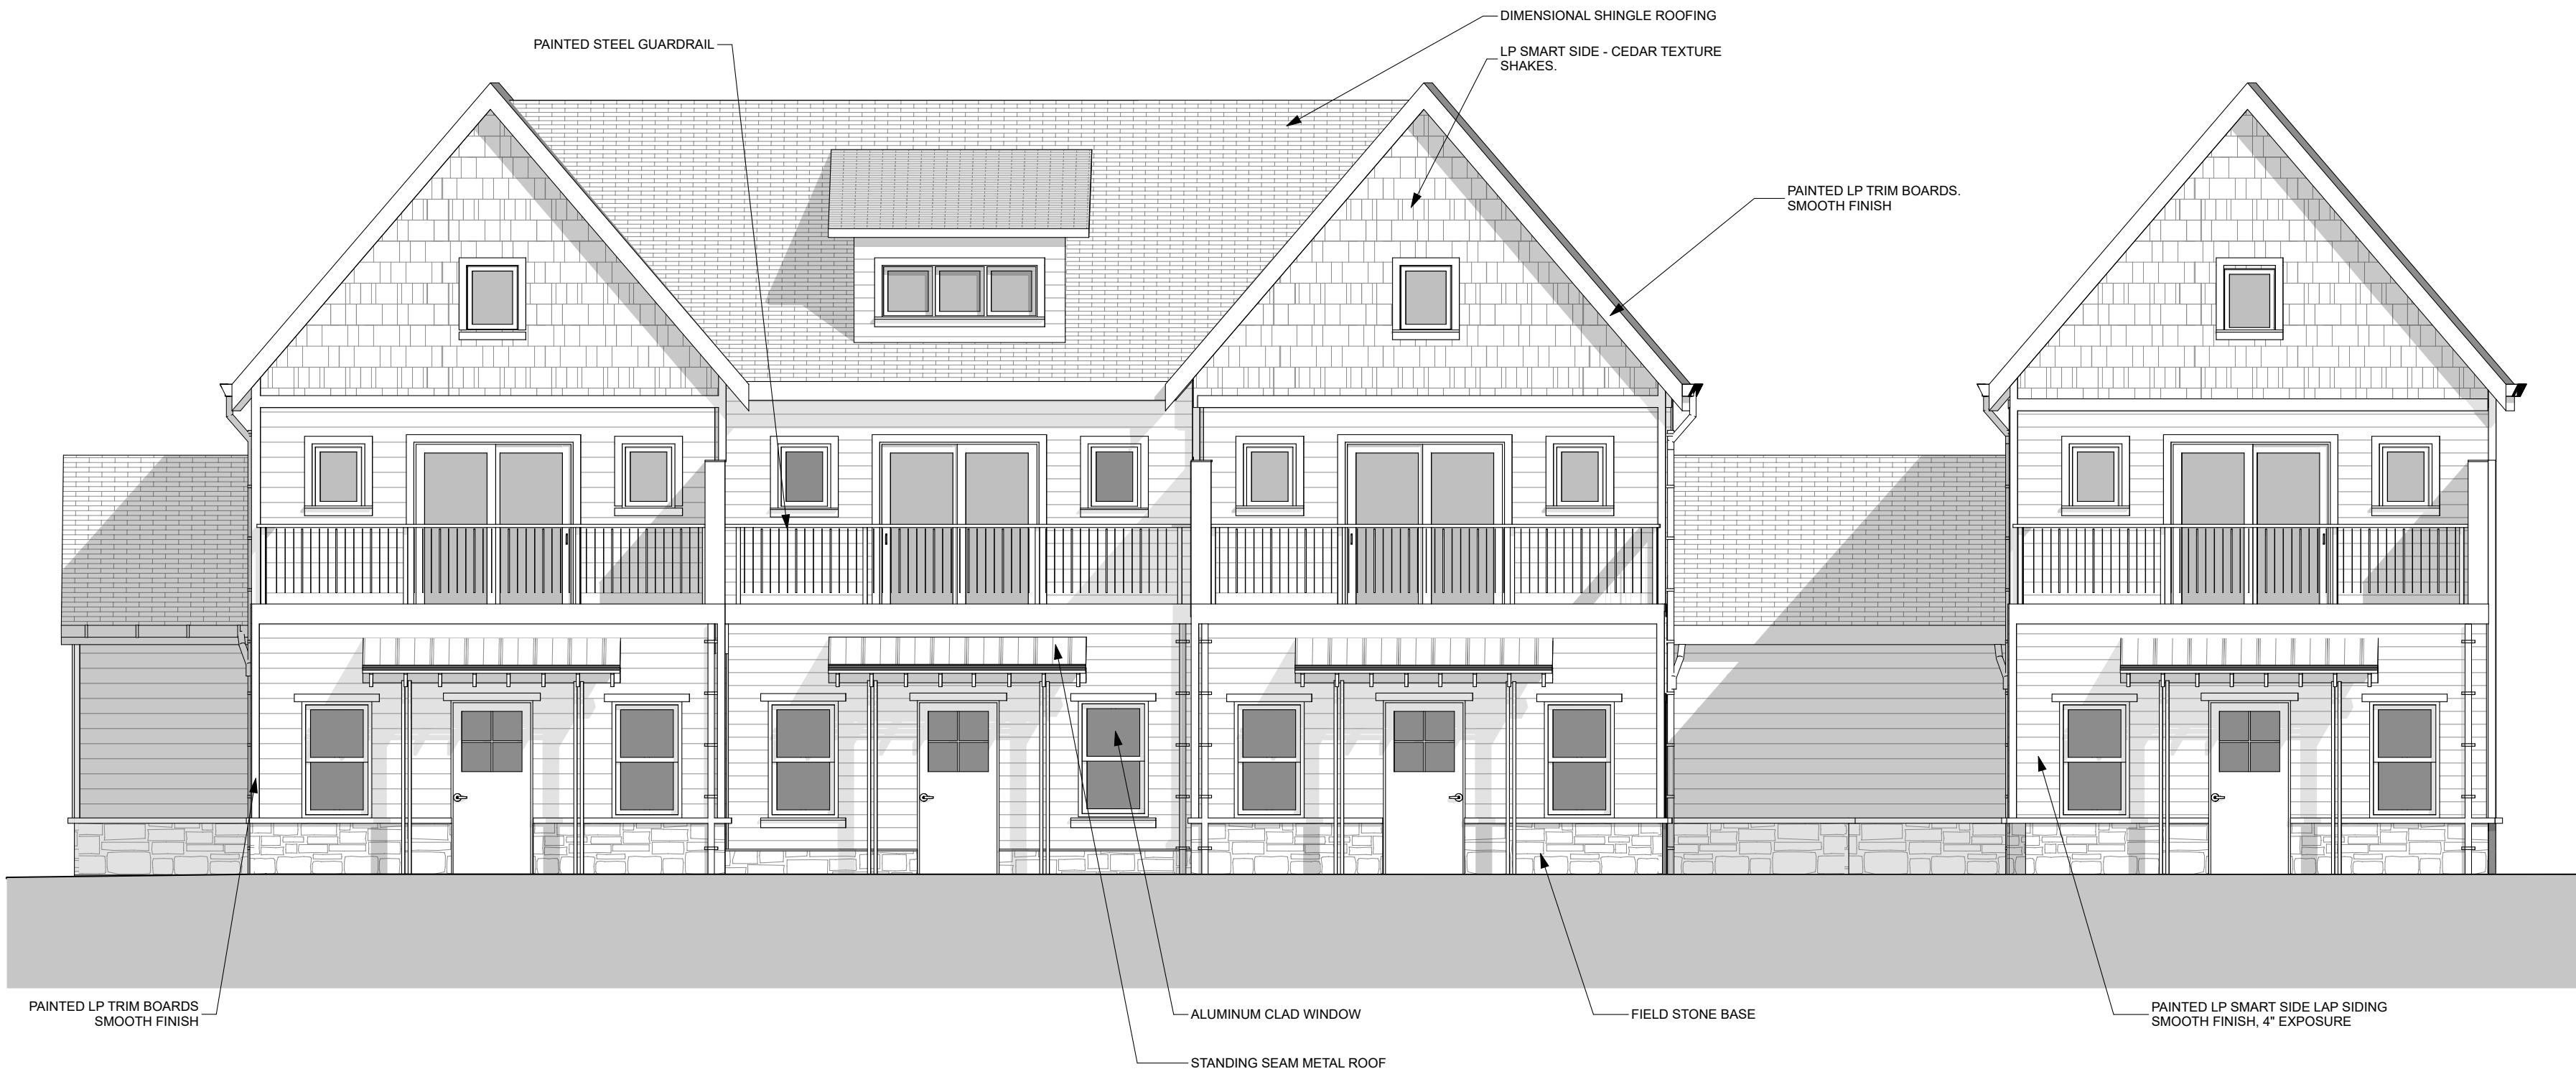 DIMENSIONAL SHINGLE ROOFING
PAINTED STEEL GUARDRAIL
LP SMART SIDE - CEDAR TEXTURE
SHAKES.
PAINTED LP TRIM BOARDS.
SMOOTH FINISH
PAINTED LP TRIM BOARDS
SMOOTH FINISH
ALUMINUM CLAD WINDOW
FIELD STONE BASE
PAINTED LP SMART SIDE LAP SIDING
SMOOTH FINISH, 4" EXPOSURE
STANDING SEAM METAL ROOF